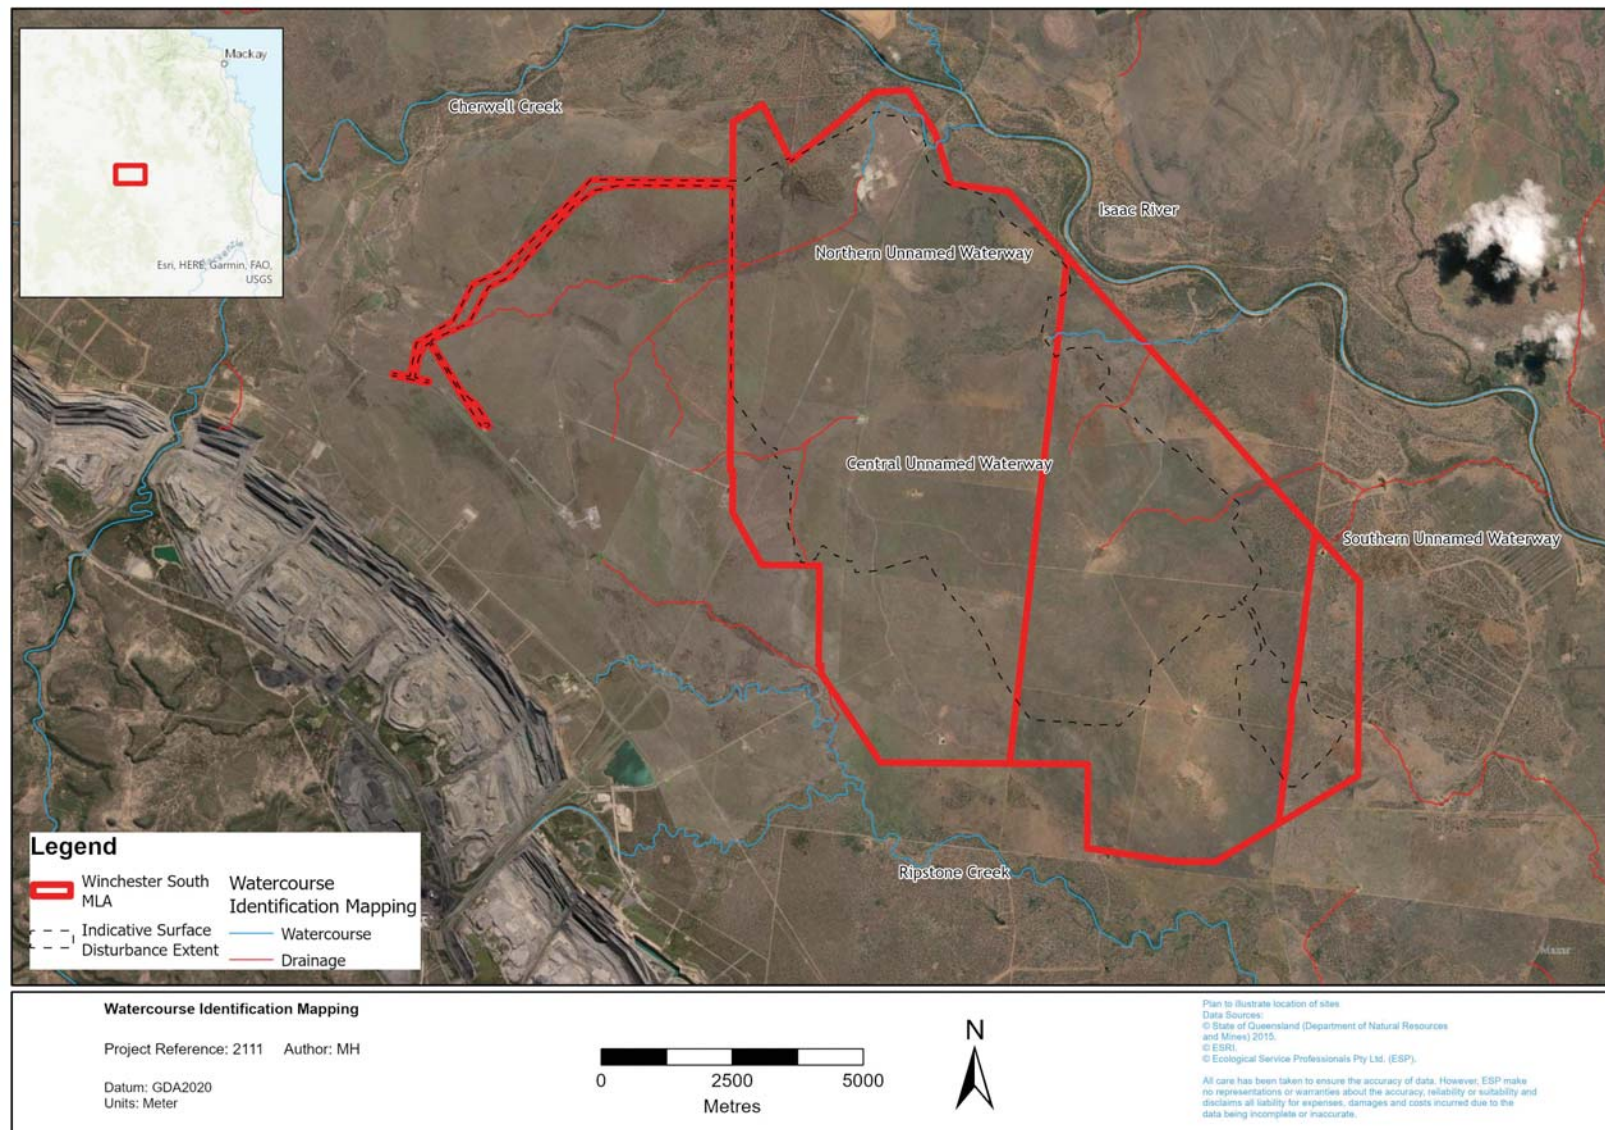 Mackay
Esri, HERE, Garmin, FAO,
USGS
Cherwell Creek
Isaac River
Northern Unnamed Waterway
Central Unnamed Waterway
Southern Unnamed Waterway
Ripstone Creek
Maxar
Legend
Winchester South
MLA
Indicative Surface
Disturbance Extent
Watercourse
Identification Mapping
Watercourse
Drainage
Watercourse Identification Mapping
Project Reference: 2111 Author: MH
Datum: GDA2020
Units: Meter
0 2500 5000
Metres
N
Plan to illustrate location of sites
Data Sources:
© State of Queensland (Department of Natural Resources
and Mines) 2015.
© ESRI.
© Ecological Service Professionals Pty Ltd. (ESP).
All care has been taken to ensure the accuracy of data. However, ESP make
no representations or warranties about the accuracy, reliability or suitability and
disclaims all liability for expenses, damages and costs incurred due to the
data being incomplete or inaccurate.